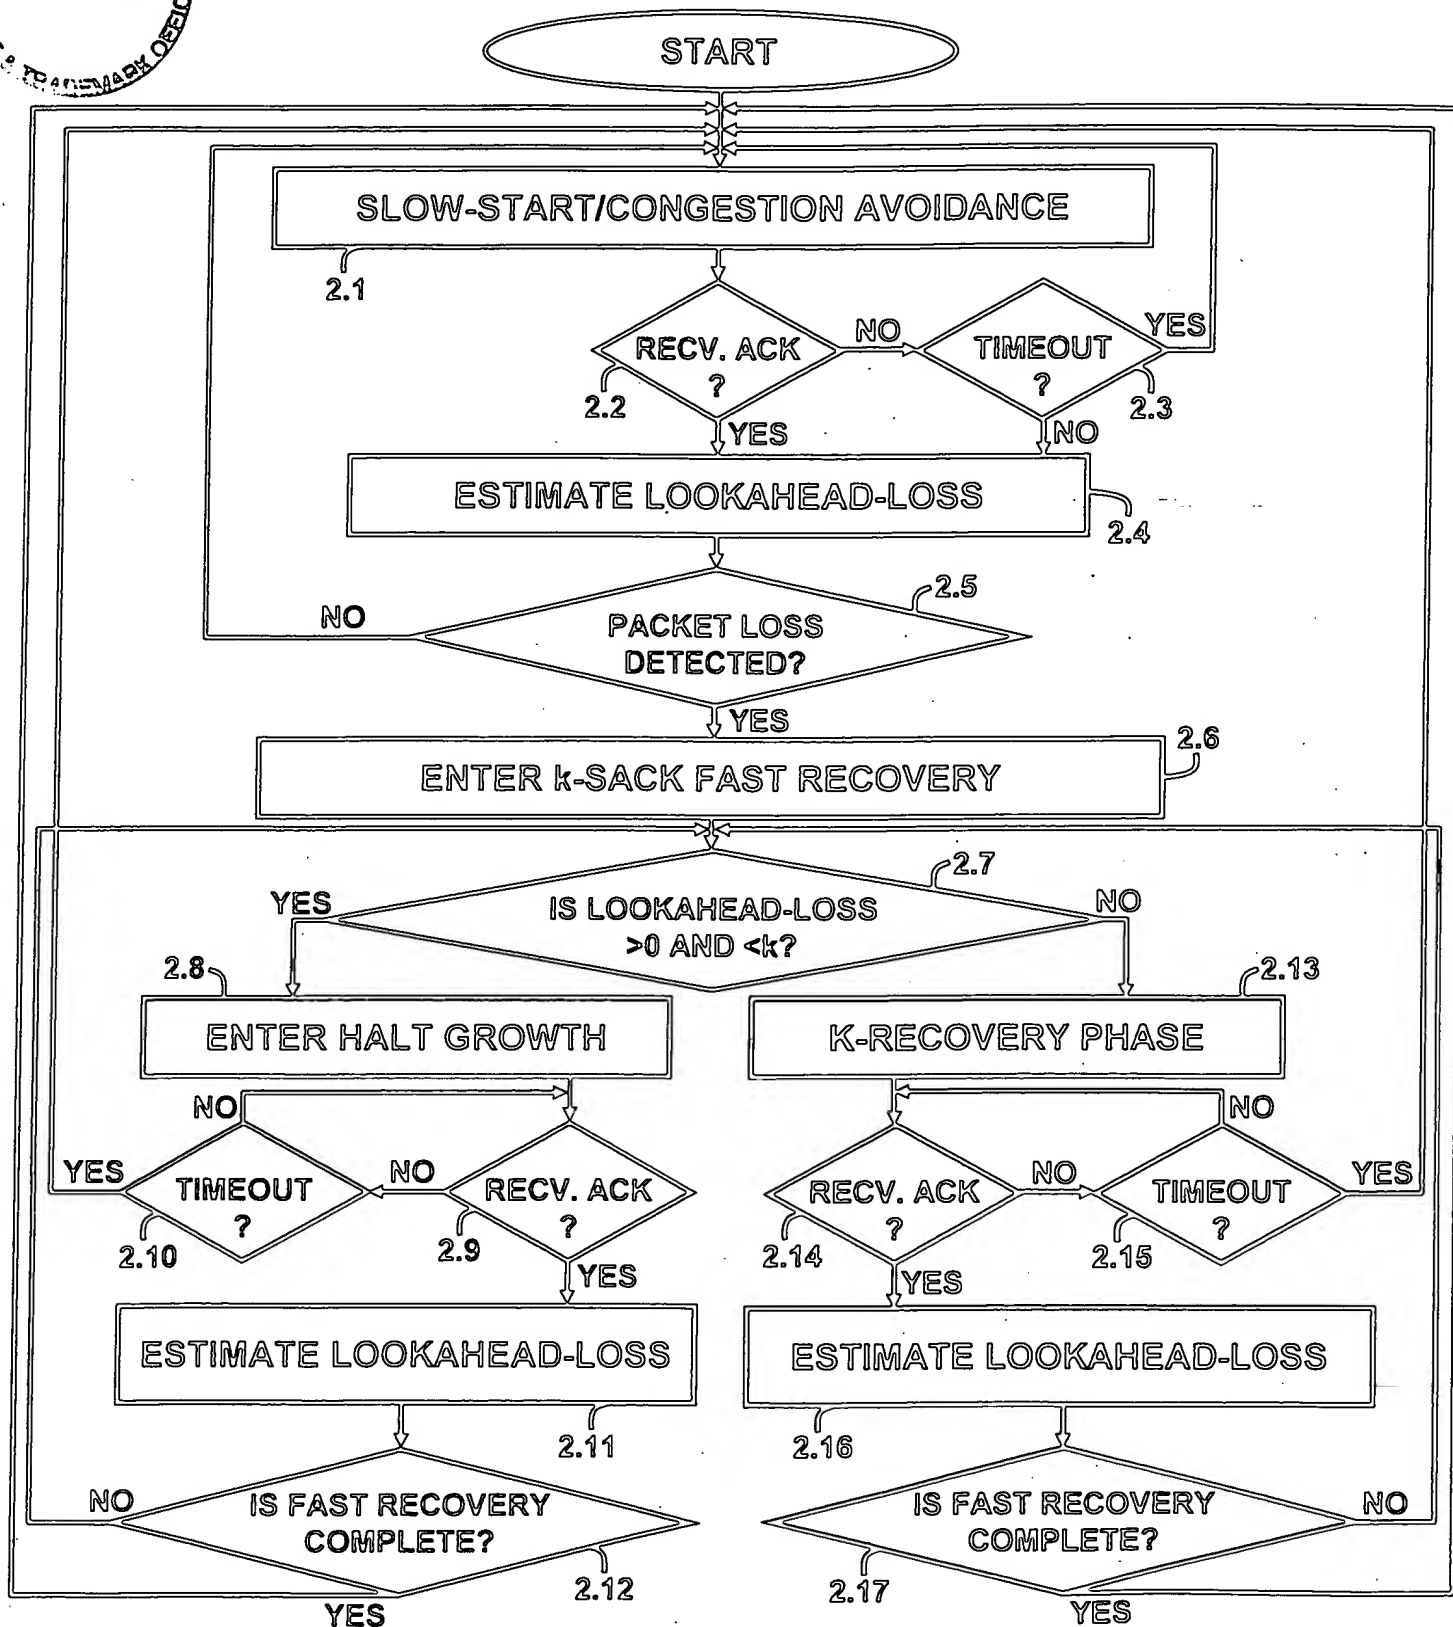 TRADEMARK OFFIC
START
SLOW-START/CONGESTION AVOIDANCE
2.1
RECV. ACK
?
2.2
NO
TIMEOUT
?
2.3
YES
YES
NO
ESTIMATE LOOKAHEAD-LOSS
2.4
2.5
NO
PACKET LOSS
DETECTED?
YES
2.6
ENTER k-SACK FAST RECOVERY
2.7
YES
IS LOOKAHEAD-LOSS
>0 AND <k?
NO
2.8
ENTER HALT GROWTH
2.13
K-RECOVERY PHASE
NO
YES
TIMEOUT
?
2.10
NO
RECV. ACK
?
2.9
YES
NO
RECV. ACK
?
2.14
NO
TIMEOUT
?
2.15
YES
YES
ESTIMATE LOOKAHEAD-LOSS
2.11
ESTIMATE LOOKAHEAD-LOSS
2.16
NO
IS FAST RECOVERY
COMPLETE?
2.12
YES
IS FAST RECOVERY
COMPLETE?
2.17
NO
YES